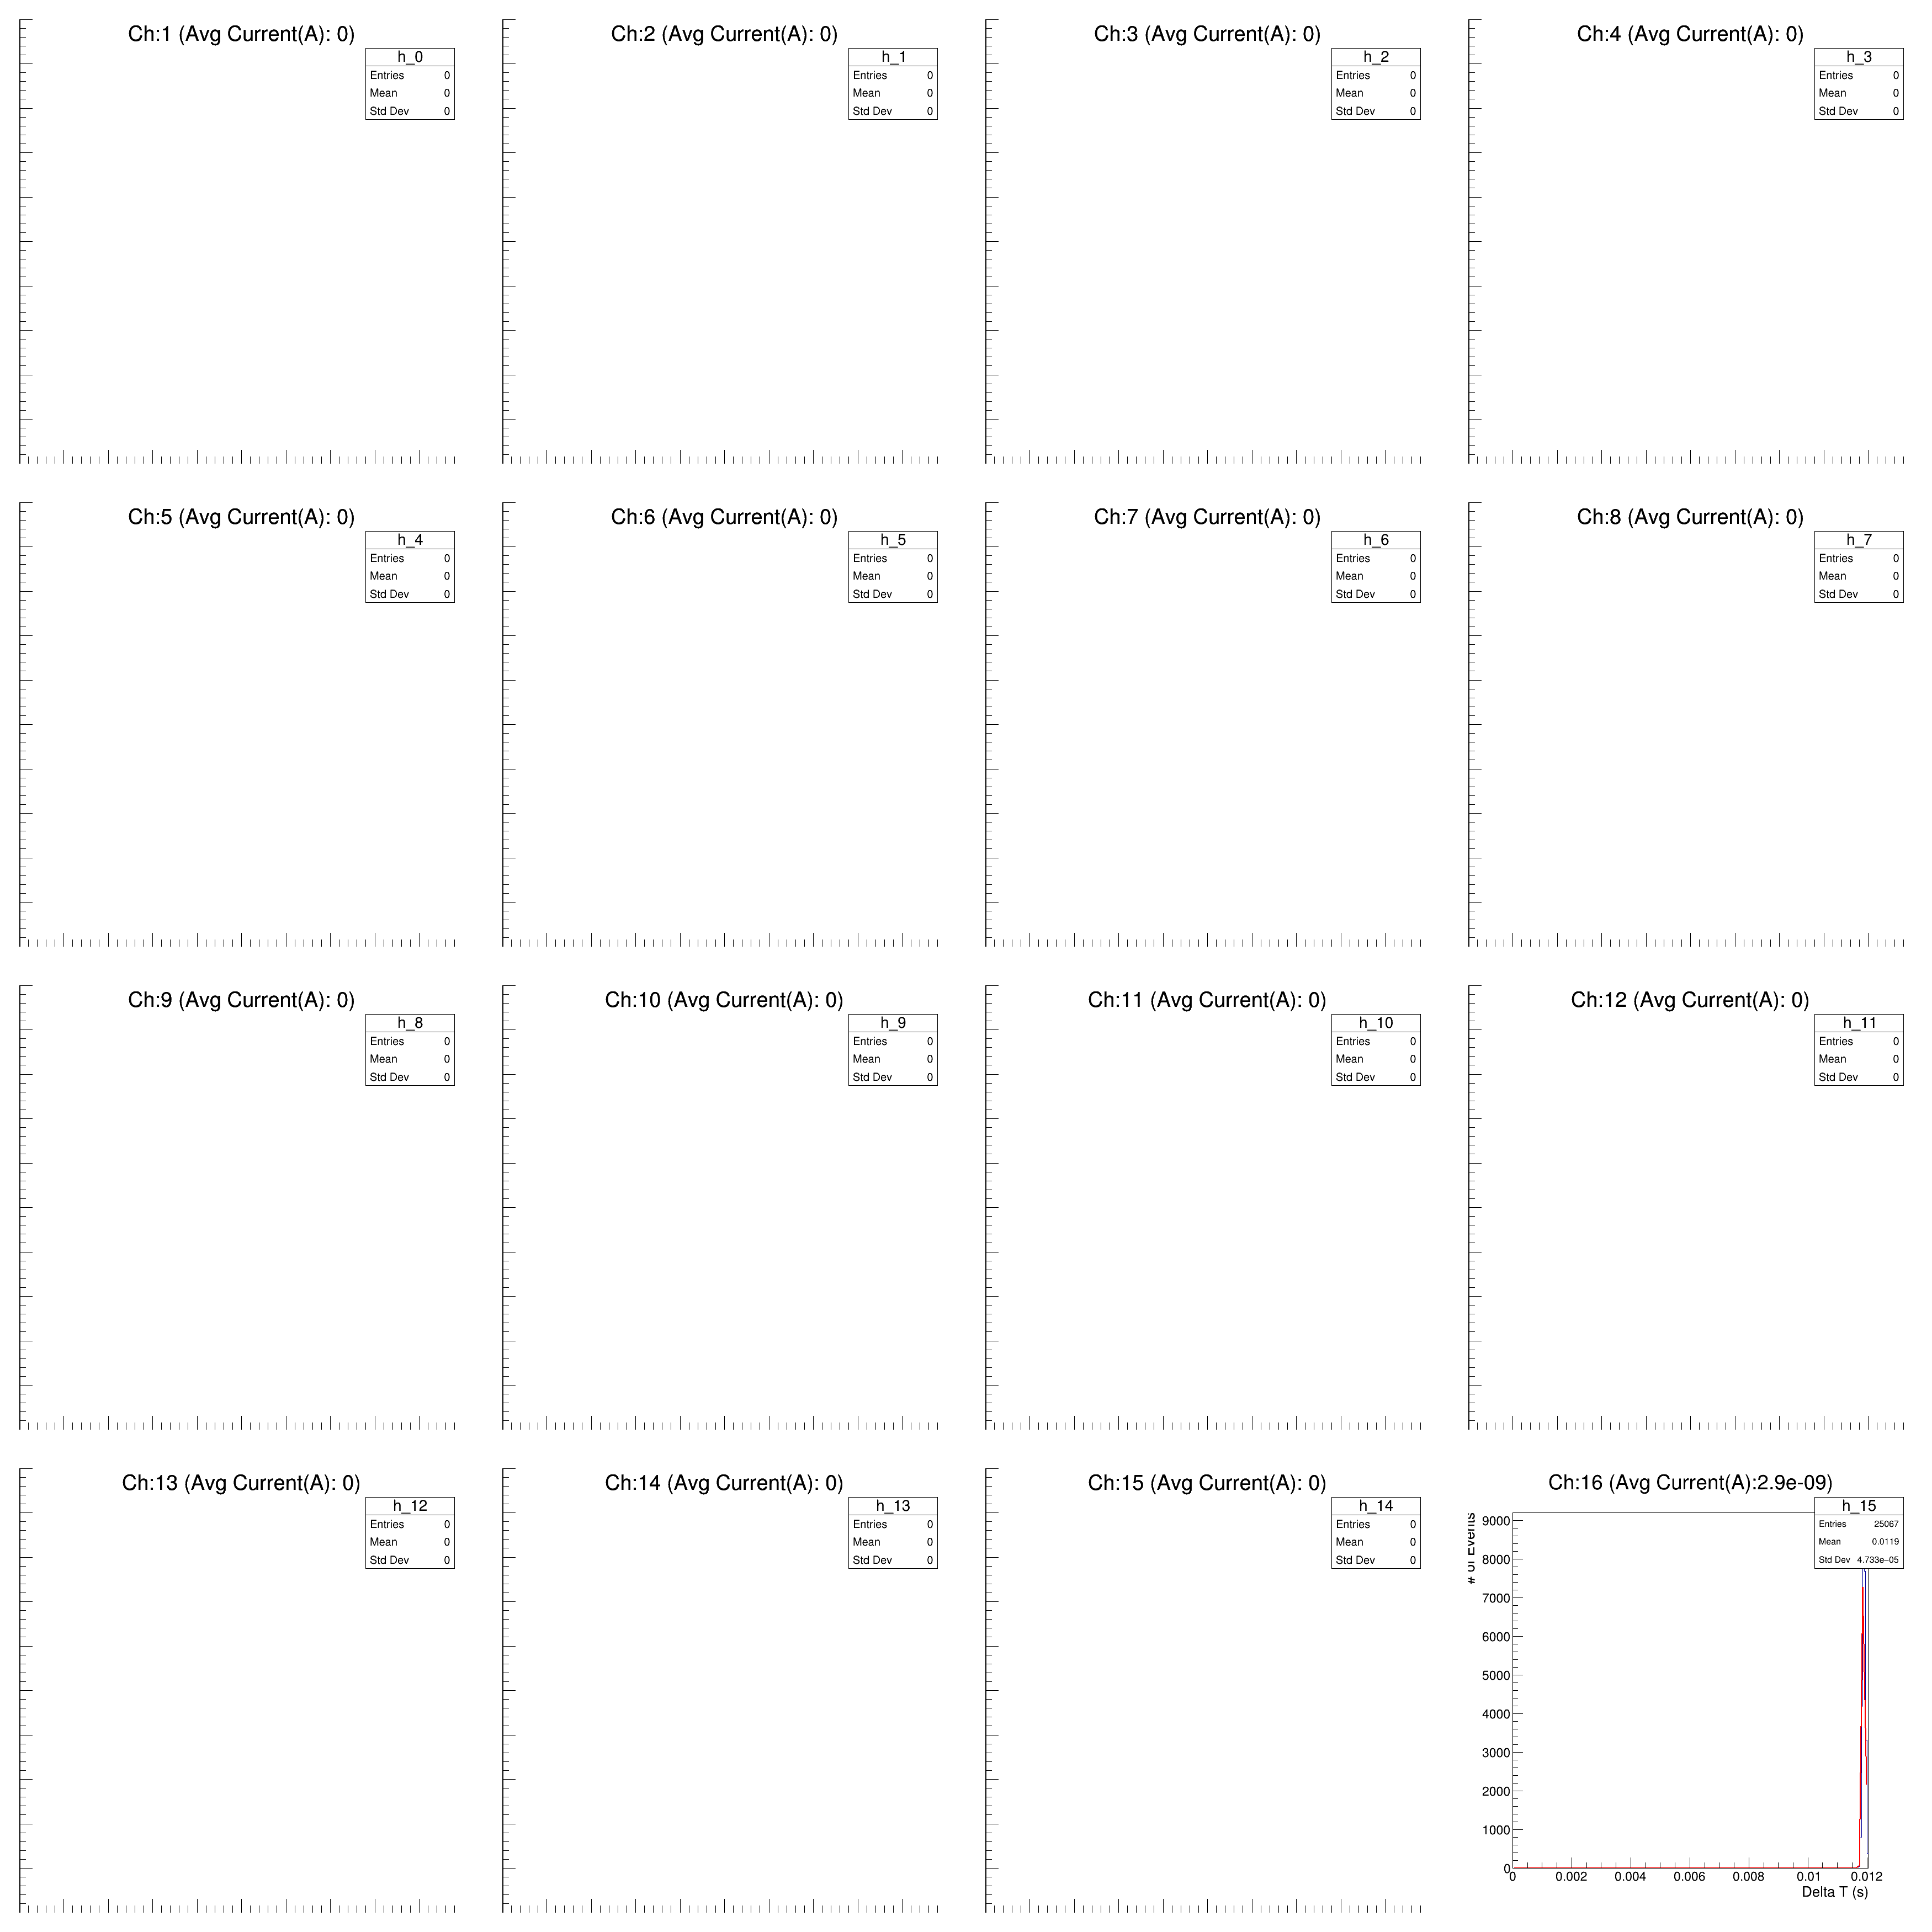 Ch:1 (Avg Current(A): 0)
h_0
Entries 0
Mean 0
Std Dev 0
Ch:2 (Avg Current(A): 0)
h_1
Entries 0
Mean 0
Std Dev 0
Ch:3 (Avg Current(A): 0)
h_2
Entries 0
Mean 0
Std Dev 0
Ch:4 (Avg Current(A): 0)
h_3
Entries 0
Mean 0
Std Dev 0
Ch:5 (Avg Current(A): 0)
h_4
Entries 0
Mean 0
Std Dev 0
Ch:6 (Avg Current(A): 0)
h_5
Entries 0
Mean 0
Std Dev 0
Ch:7 (Avg Current(A): 0)
h_6
Entries 0
Mean 0
Std Dev 0
Ch:8 (Avg Current(A): 0)
h_7
Entries 0
Mean 0
Std Dev 0
Ch:9 (Avg Current(A): 0)
h_8
Entries 0
Mean 0
Std Dev 0
Ch:10 (Avg Current(A): 0)
h_9
Entries 0
Mean 0
Std Dev 0
Ch:11 (Avg Current(A): 0)
h_10
Entries 0
Mean 0
Std Dev 0
Ch:12 (Avg Current(A): 0)
h_11
Entries 0
Mean 0
Std Dev 0
Ch:13 (Avg Current(A): 0)
h_12
Entries 0
Mean 0
Std Dev 0
Ch:14 (Avg Current(A): 0)
h_13
Entries 0
Mean 0
Std Dev 0
Ch:15 (Avg Current(A): 0)
h_14
Entries 0
Mean 0
Std Dev 0
Ch:16 (Avg Current(A):2.9e-09)
h_15
Entries 25067
Mean 0.0119
Std Dev 4.733e−05
# of Events
9000
8000
7000
6000
5000
4000
3000
2000
1000
0
0 0.002 0.004 0.006 0.008 0.01 0.012
Delta T (s)